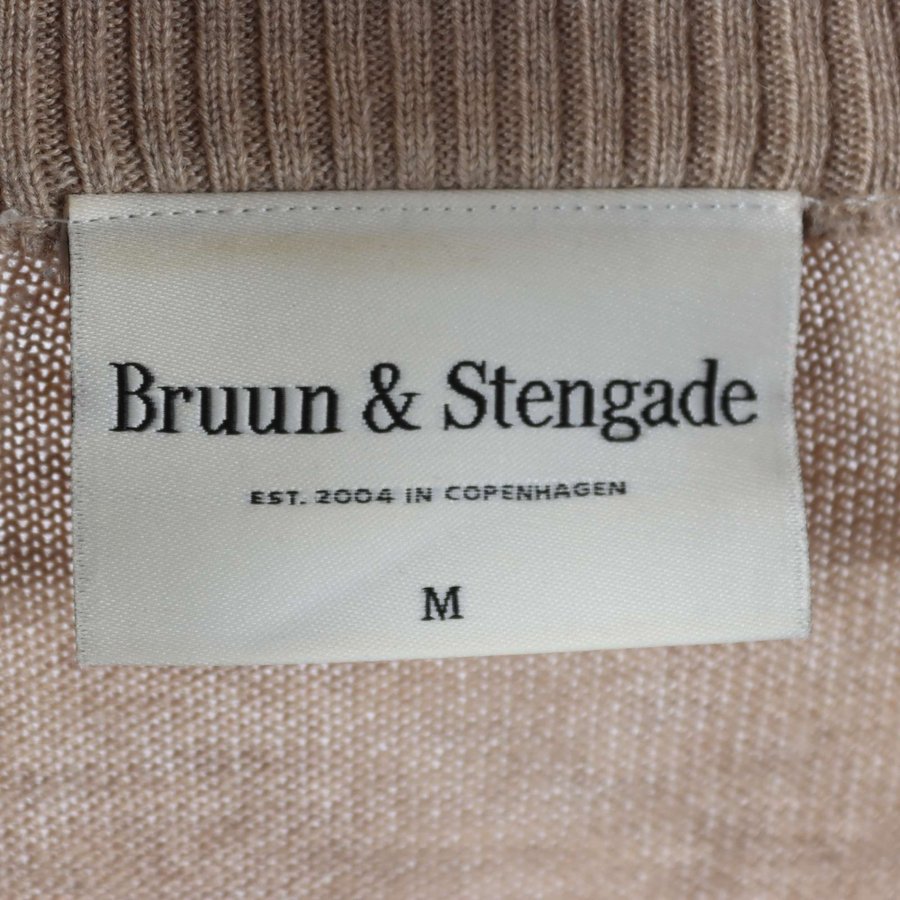 Bruun & Stengade
EST. 2004 IN COPENHAGEN
M